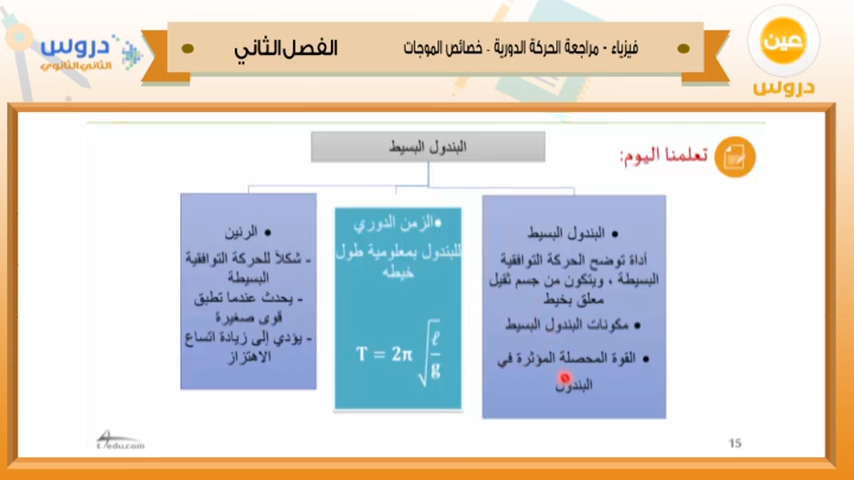 عين
دروس
فيزياء - مراجعة الحركة الدورية - خصائص الموجات
الفصل الثاني
دروس
الثاني الثانوي
تعلمنا اليوم:
البندول البسيط
• البندول البسيط
أداة توضح الحركة التوافقية
البسيطة ، ويتكون من جسم ثقيل
معلق بخيط
• مكونات البندول البسيط
• القوة المحصلة المؤثرة في
البندول
•الزمن الدوري
للبندول بمعلومية طول
خيطه
T = 2π √(ℓ/g)
• الرنين
- شكلاً للحركة التوافقية
البسيطة
- يحدث عندما تطبق
قوى صغيرة
- يؤدي إلى زيادة اتساع
الاهتزاز
15
t4edu.com